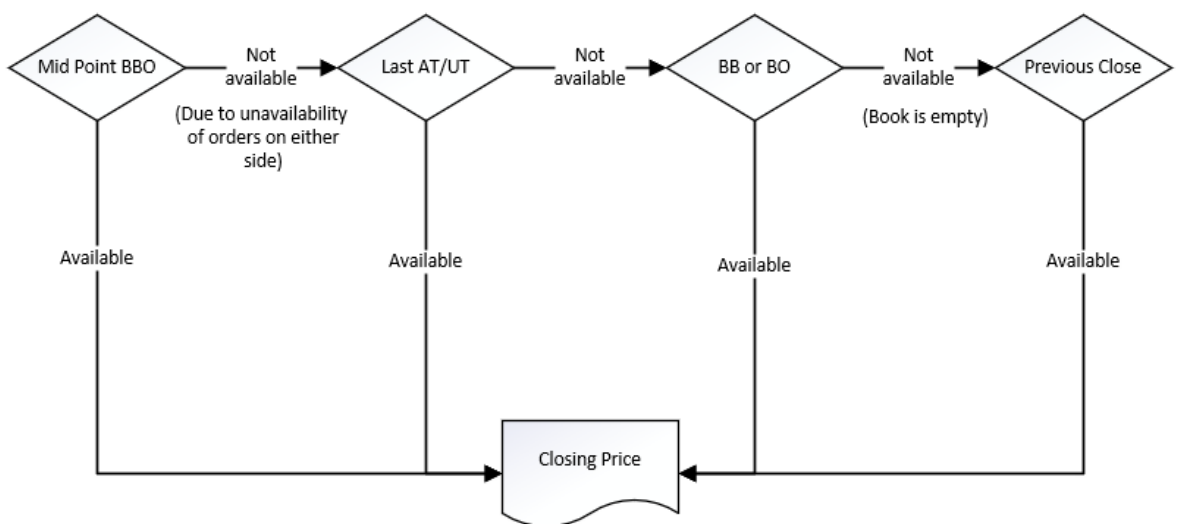 Mid Point BBO
Not
available
(Due to unavailability
of orders on either
side)
Last AT/UT
Not
available
BB or BO
Not
available
(Book is empty)
Previous Close
Available
Available
Available
Available
Closing Price